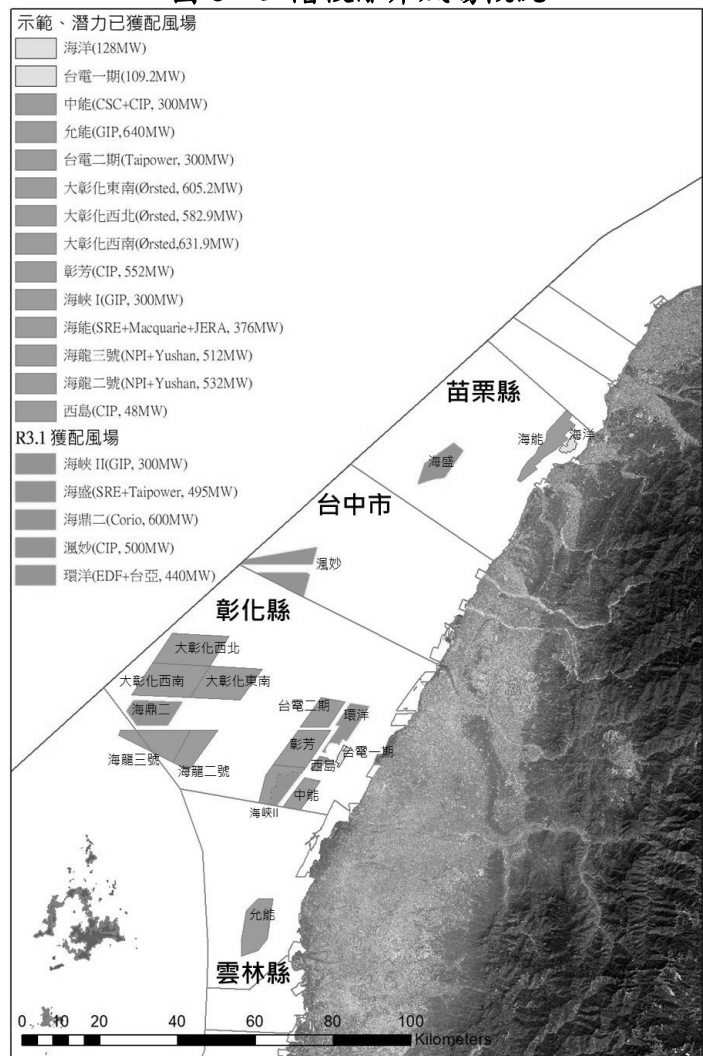 示範、潛力已獲配風場
海洋(128MW)
台電一期(109.2MW)
中能(CSC+CIP, 300MW)
允能(GIP,640MW)
台電二期(Taipower, 300MW)
大彰化東南(Ørsted, 605.2MW)
大彰化西北(Ørsted, 582.9MW)
大彰化西南(Ørsted,631.9MW)
彰芳(CIP, 552MW)
海峽 I(GIP, 300MW)
海能(SRE+Macquarie+JERA, 376MW)
海龍三號(NPI+Yushan, 512MW)
海龍二號(NPI+Yushan, 532MW)
西島(CIP, 48MW)
R3.1 獲配風場
海峽 II(GIP, 300MW)
海盛(SRE+Taipower, 495MW)
海鼎二(Corio, 600MW)
渢妙(CIP, 500MW)
環洋(EDF+台亞, 440MW)
苗栗縣
海能
海洋
海盛
台中市
渢妙
彰化縣
大彰化西北
大彰化西南
大彰化東南
海鼎二
台電二期
環洋
海龍三號
海龍二號
彰芳
台電一期
西島
中能
海峽II
允能
雲林縣
0 10 20 40 60 80 100
Kilometers